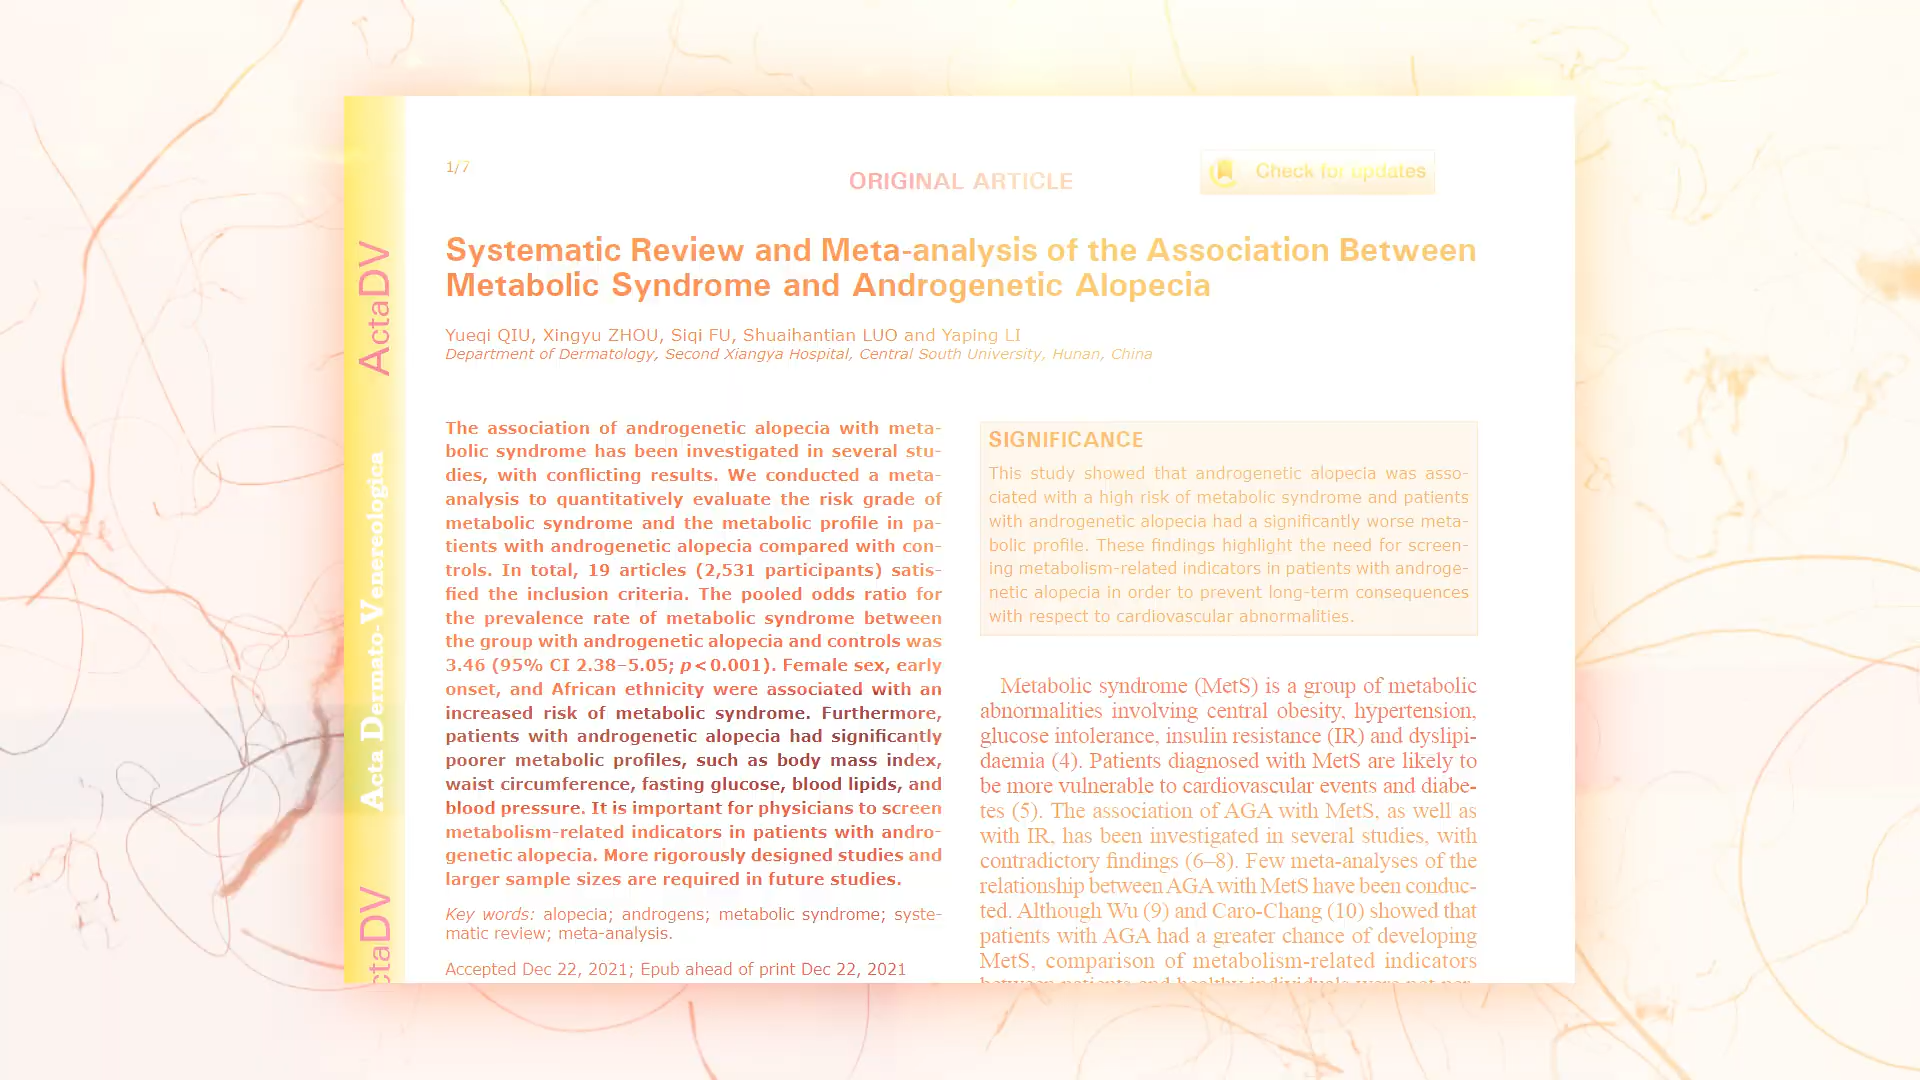 1/7
ORIGINAL ARTICLE
Check for updates
Systematic Review and Meta-analysis of the Association Between
Metabolic Syndrome and Androgenetic Alopecia
Yueqi QIU, Xingyu ZHOU, Siqi FU, Shuaihantian LUO and Yaping LI
Department of Dermatology, Second Xiangya Hospital, Central South University, Hunan, China
ActaDV
Acta Dermato-Venereologica
ctaDV
The association of androgenetic alopecia with meta-
bolic syndrome has been investigated in several stu-
dies, with conflicting results. We conducted a meta-
analysis to quantitatively evaluate the risk grade of
metabolic syndrome and the metabolic profile in pa-
tients with androgenetic alopecia compared with con-
trols. In total, 19 articles (2,531 participants) satis-
fied the inclusion criteria. The pooled odds ratio for
the prevalence rate of metabolic syndrome between
the group with androgenetic alopecia and controls was
3.46 (95% CI 2.38–5.05; p<0.001). Female sex, early
onset, and African ethnicity were associated with an
increased risk of metabolic syndrome. Furthermore,
patients with androgenetic alopecia had significantly
poorer metabolic profiles, such as body mass index,
waist circumference, fasting glucose, blood lipids, and
blood pressure. It is important for physicians to screen
metabolism-related indicators in patients with andro-
genetic alopecia. More rigorously designed studies and
larger sample sizes are required in future studies.
Key words: alopecia; androgens; metabolic syndrome; syste-
matic review; meta-analysis.
Accepted Dec 22, 2021; Epub ahead of print Dec 22, 2021
SIGNIFICANCE
This study showed that androgenetic alopecia was asso-
ciated with a high risk of metabolic syndrome and patients
with androgenetic alopecia had a significantly worse meta-
bolic profile. These findings highlight the need for screen-
ing metabolism-related indicators in patients with androge-
netic alopecia in order to prevent long-term consequences
with respect to cardiovascular abnormalities.
Metabolic syndrome (MetS) is a group of metabolic
abnormalities involving central obesity, hypertension,
glucose intolerance, insulin resistance (IR) and dyslipi-
daemia (4). Patients diagnosed with MetS are likely to
be more vulnerable to cardiovascular events and diabe-
tes (5). The association of AGA with MetS, as well as
with IR, has been investigated in several studies, with
contradictory findings (6–8). Few meta-analyses of the
relationship between AGA with MetS have been conduc-
ted. Although Wu (9) and Caro-Chang (10) showed that
patients with AGA had a greater chance of developing
MetS, comparison of metabolism-related indicators
between patients and healthy individuals were not per-